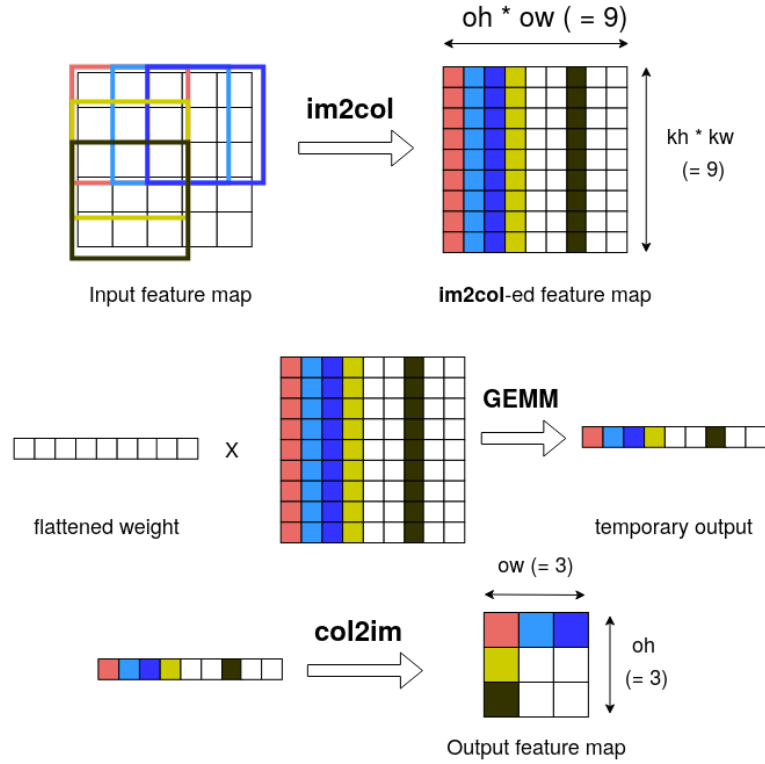 oh * ow ( = 9)
im2col
kh * kw
(= 9)
Input feature map
im2col-ed feature map
GEMM
X
flattened weight
temporary output
ow (= 3)
col2im
oh
(= 3)
Output feature map